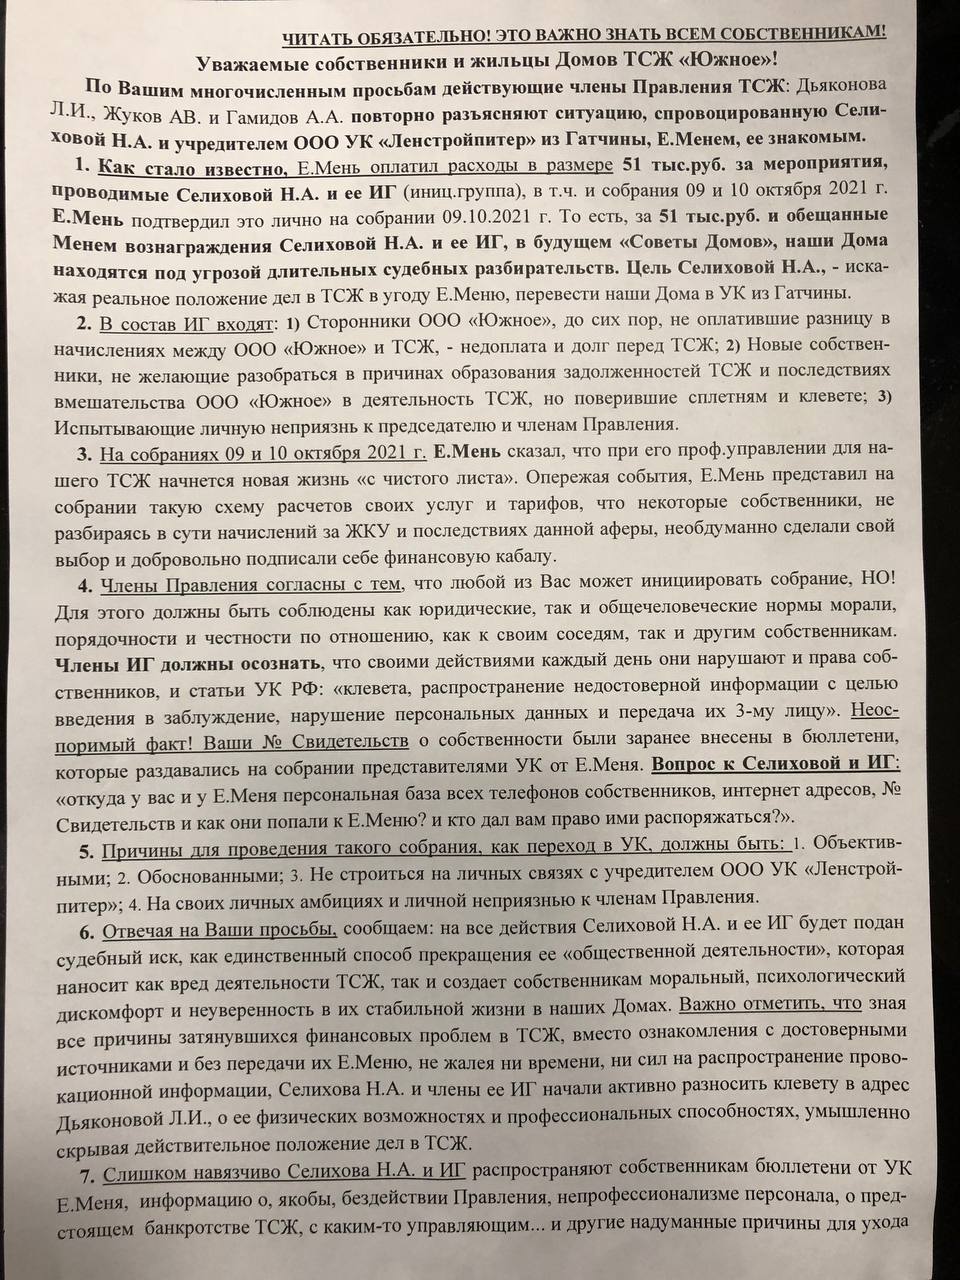 ЧИТАТЬ ОБЯЗАТЕЛЬНО! ЭТО ВАЖНО ЗНАТЬ ВСЕМ СОБСТВЕННИКАМ!
Уважаемые собственники и жильцы Домов ТСЖ «Южное»!
По Вашим многочисленным просьбам действующие члены Правления ТСЖ: Дьяконова
Л.И., Жуков АВ. и Гамидов А.А. повторно разъясняют ситуацию, спровоцированную Сели-
ховой Н.А. и учредителем ООО УК «Ленстройпитер» из Гатчины, Е.Менем, ее знакомым.
1. Как стало известно, Е.Мень оплатил расходы в размере 51 тыс.руб. за мероприятия,
проводимые Селиховой Н.А. и ее ИГ (иниц.группа), в т.ч. и собрания 09 и 10 октября 2021 г.
Е.Мень подтвердил это лично на собрании 09.10.2021 г. То есть, за 51 тыс.руб. и обещанные
Менем вознаграждения Селиховой Н.А. и ее ИГ, в будущем «Советы Домов», наши Дома
находятся под угрозой длительных судебных разбирательств. Цель Селиховой Н.А., - иска-
жая реальное положение дел в ТСЖ в угоду Е.Меню, перевести наши Дома в УК из Гатчины.
2. В состав ИГ входят: 1) Сторонники ООО «Южное», до сих пор, не оплатившие разницу в
начислениях между ООО «Южное» и ТСЖ, - недоплата и долг перед ТСЖ; 2) Новые собствен-
ники, не желающие разобраться в причинах образования задолженностей ТСЖ и последствиях
вмешательства ООО «Южное» в деятельность ТСЖ, но поверившие сплетням и клевете; 3)
Испытывающие личную неприязнь к председателю и членам Правления.
3. На собраниях 09 и 10 октября 2021 г. Е.Мень сказал, что при его проф.управлении для на-
шего ТСЖ начнется новая жизнь «с чистого листа». Опережая события, Е.Мень представил на
собрании такую схему расчетов своих услуг и тарифов, что некоторые собственники, не
разбираясь в сути начислений за ЖКУ и последствиях данной аферы, необдуманно сделали свой
выбор и добровольно подписали себе финансовую кабалу.
4. Члены Правления согласны с тем, что любой из Вас может инициировать собрание, НО!
Для этого должны быть соблюдены как юридические, так и общечеловеческие нормы морали,
порядочности и честности по отношению, как к своим соседям, так и другим собственникам.
Члены ИГ должны осознать, что своими действиями каждый день они нарушают и права соб-
ственников, и статьи УК РФ: «клевета, распространение недостоверной информации с целью
введения в заблуждение, нарушение персональных данных и передача их 3-му лицу». Неос-
поримый факт! Ваши № Свидетельств о собственности были заранее внесены в бюллетени,
которые раздавались на собрании представителями УК от Е.Меня. Вопрос к Селиховой и ИГ:
«откуда у вас и у Е.Меня персональная база всех телефонов собственников, интернет адресов, №
Свидетельств и как они попали к Е.Меню? и кто дал вам право ими распоряжаться?».
5. Причины для проведения такого собрания, как переход в УК, должны быть: 1. Объектив-
ными; 2. Обоснованными; 3. Не строиться на личных связях с учредителем ООО УК «Ленстрой-
питер»; 4. На своих личных амбициях и личной неприязнью к членам Правления.
6. Отвечая на Ваши просьбы, сообщаем: на все действия Селиховой Н.А. и ее ИГ будет подан
судебный иск, как единственный способ прекращения ее «общественной деятельности», которая
наносит как вред деятельности ТСЖ, так и создает собственникам моральный, психологический
дискомфорт и неуверенность в их стабильной жизни в наших Домах. Важно отметить, что зная
все причины затянувшихся финансовых проблем в ТСЖ, вместо ознакомления с достоверными
источниками и без передачи их Е.Меню, не жалея ни времени, ни сил на распространение прово-
кационной информации, Селихова Н.А. и члены ее ИГ начали активно разносить клевету в адрес
Дьяконовой Л.И., о ее физических возможностях и профессиональных способностях, умышленно
скрывая действительное положение дел в ТСЖ.
7. Слишком навязчиво Селихова Н.А. и ИГ распространяют собственникам бюллетени от УК
Е.Меня, информацию о, якобы, бездействии Правления, непрофессионализме персонала, о пред-
стоящем банкротстве ТСЖ, с каким-то управляющим... и другие надуманные причины для ухода